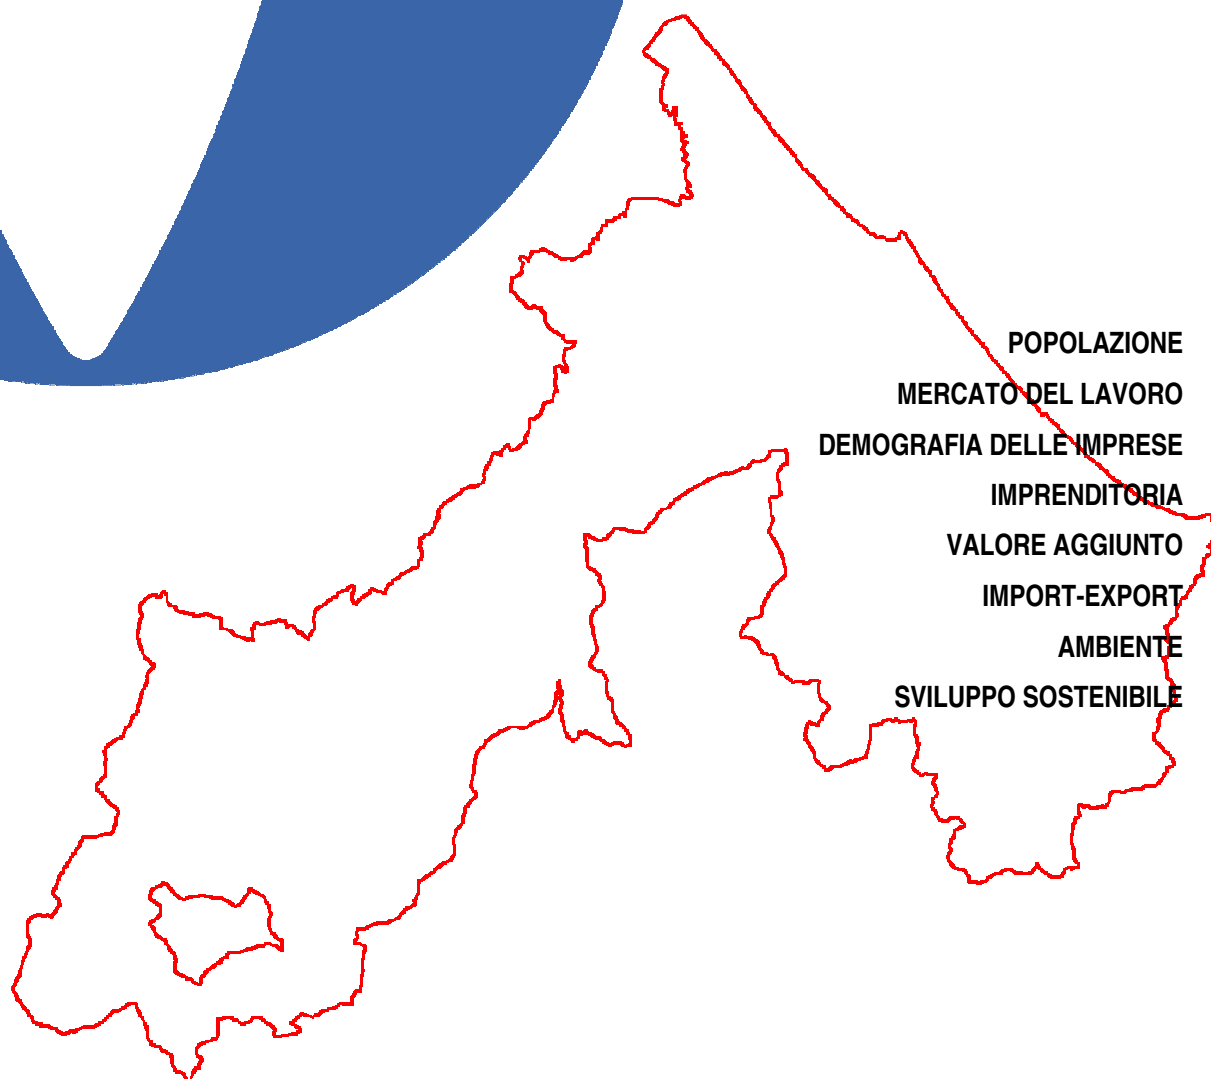 POPOLAZIONE
MERCATO DEL LAVORO
DEMOGRAFIA DELLE IMPRESE
IMPRENDITORIA
VALORE AGGIUNTO
IMPORT-EXPORT
AMBIENTE
SVILUPPO SOSTENIBILE